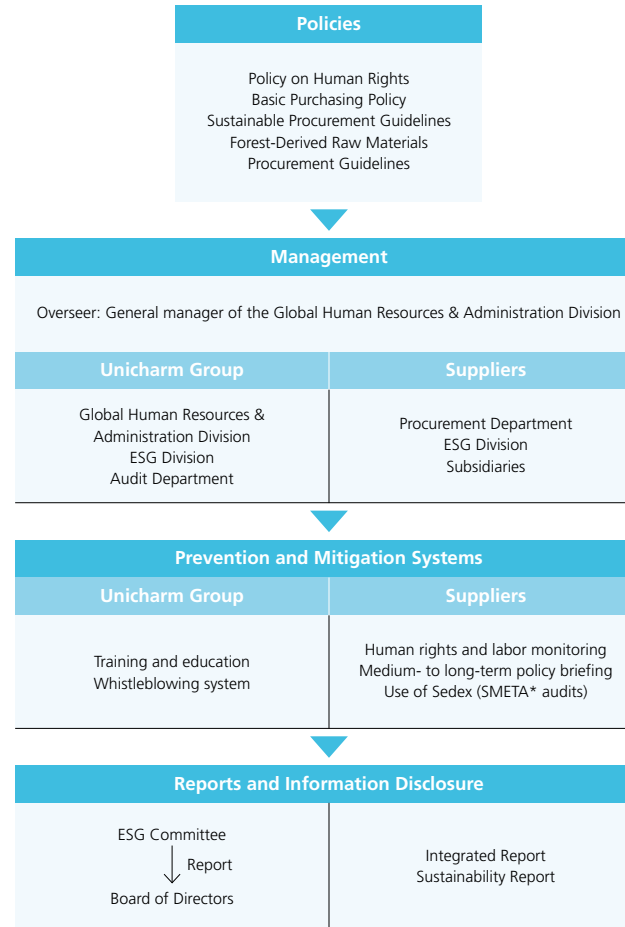 Policies
Policy on Human Rights
Basic Purchasing Policy
Sustainable Procurement Guidelines
Forest-Derived Raw Materials
Procurement Guidelines
Management
Overseer: General manager of the Global Human Resources & Administration Division
Unicharm Group
Global Human Resources &
Administration Division
ESG Division
Audit Department
Suppliers
Procurement Department
ESG Division
Subsidiaries
Prevention and Mitigation Systems
Unicharm Group
Training and education
Whistleblowing system
Suppliers
Human rights and labor monitoring
Medium- to long-term policy briefing
Use of Sedex (SMETA* audits)
Reports and Information Disclosure
ESG Committee
Report
Board of Directors
Integrated Report
Sustainability Report